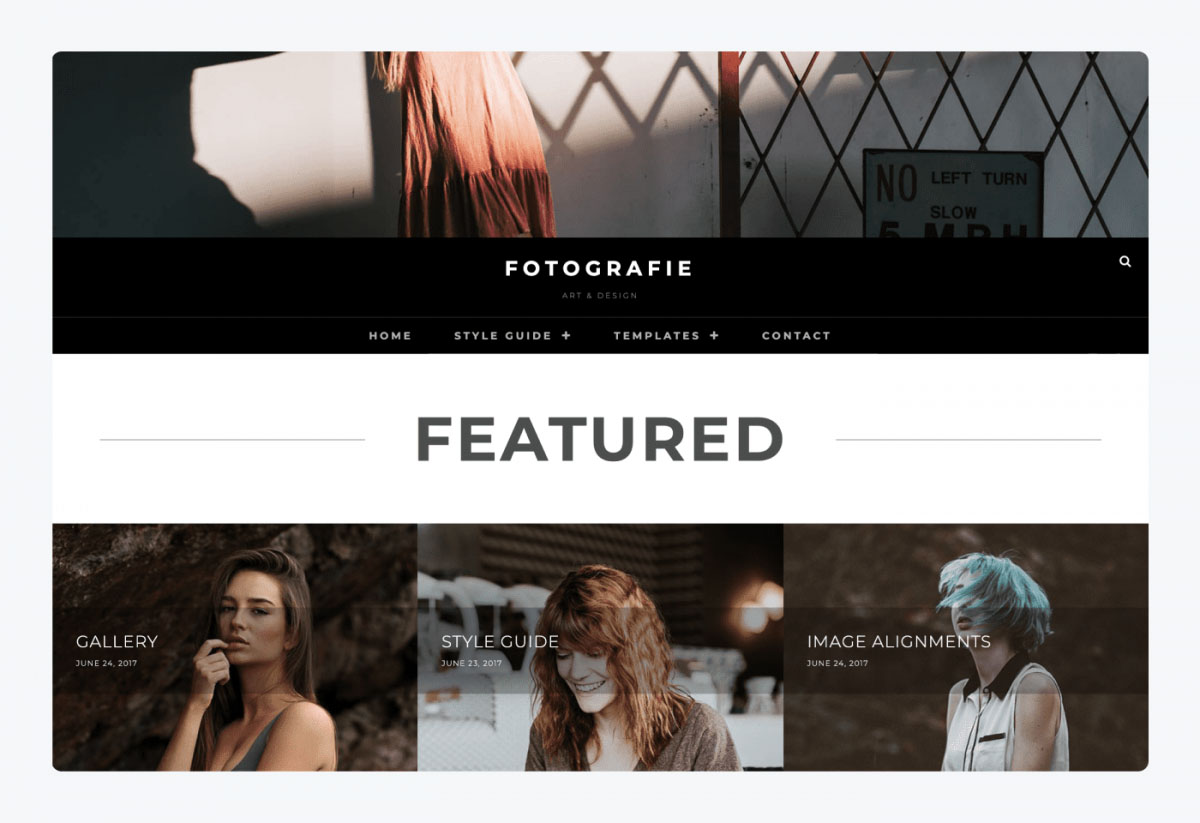 NO LEFT TURN
SLOW
5 MPH
FOTOGRAFIE
ART & DESIGN
HOME STYLE GUIDE + TEMPLATES + CONTACT
FEATURED
GALLERY
JUNE 24, 2017
STYLE GUIDE
JUNE 23, 2017
IMAGE ALIGNMENTS
JUNE 24, 2017